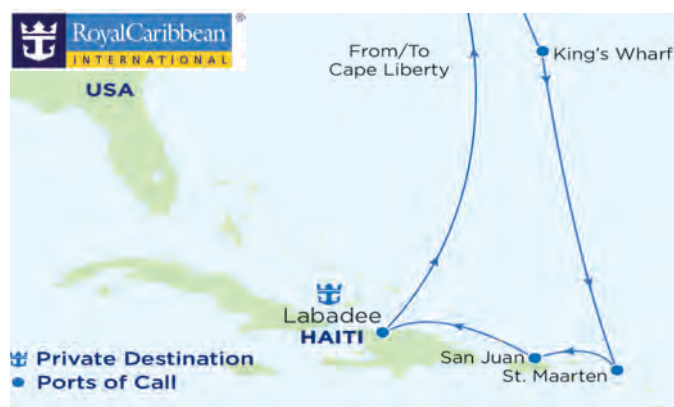 RoyalCaribbean ®
INTERNATIONAL
USA
From/To
Cape Liberty
King's Wharf
Labadee
HAITI
San Juan
St. Maarten
Private Destination
Ports of Call